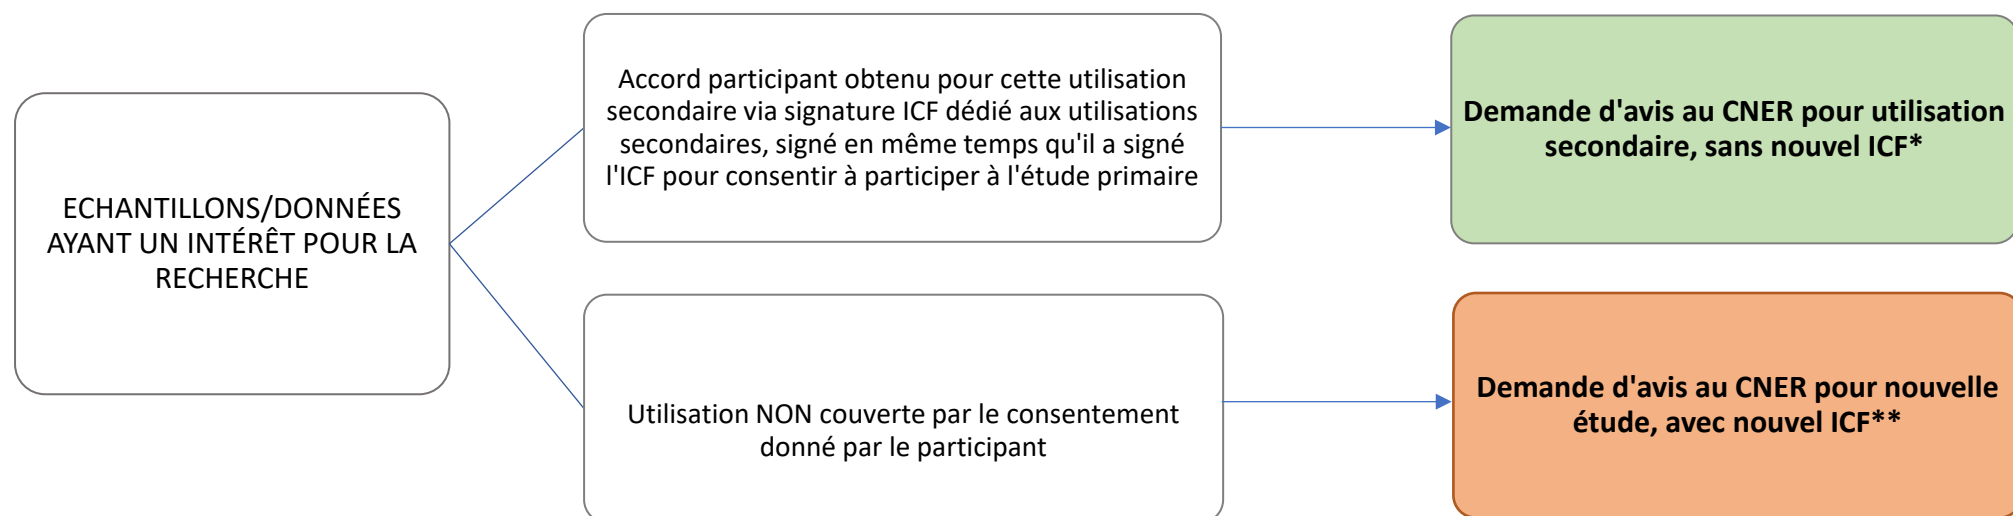 ECHANTILLONS/DONNÉES
AYANT UN INTÉRÊT POUR LA
RECHERCHE
Accord participant obtenu pour cette utilisation
secondaire via signature ICF dédié aux utilisations
secondaires, signé en même temps qu'il a signé
l'ICF pour consentir à participer à l'étude primaire
Demande d'avis au CNER pour utilisation
secondaire, sans nouvel ICF*
Utilisation NON couverte par le consentement
donné par le participant
Demande d'avis au CNER pour nouvelle
étude, avec nouvel ICF**